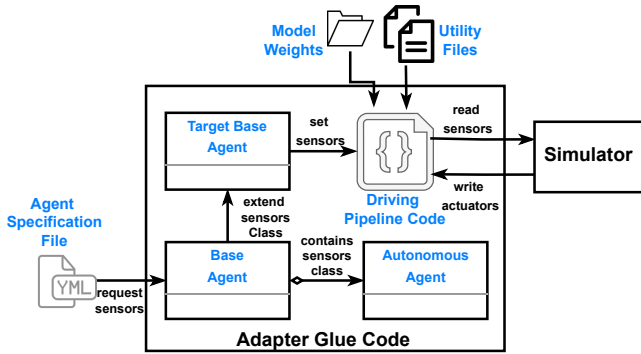 Model
Weights
Utility
Files
Target Base
Agent
set
sensors
{}
read
sensors
Simulator
write
actuators
Driving
Pipeline Code
extend
sensors
Class
Agent
Specification
File
YML
request
sensors
Base
Agent
contains
sensors
class
Autonomous
Agent
Adapter Glue Code